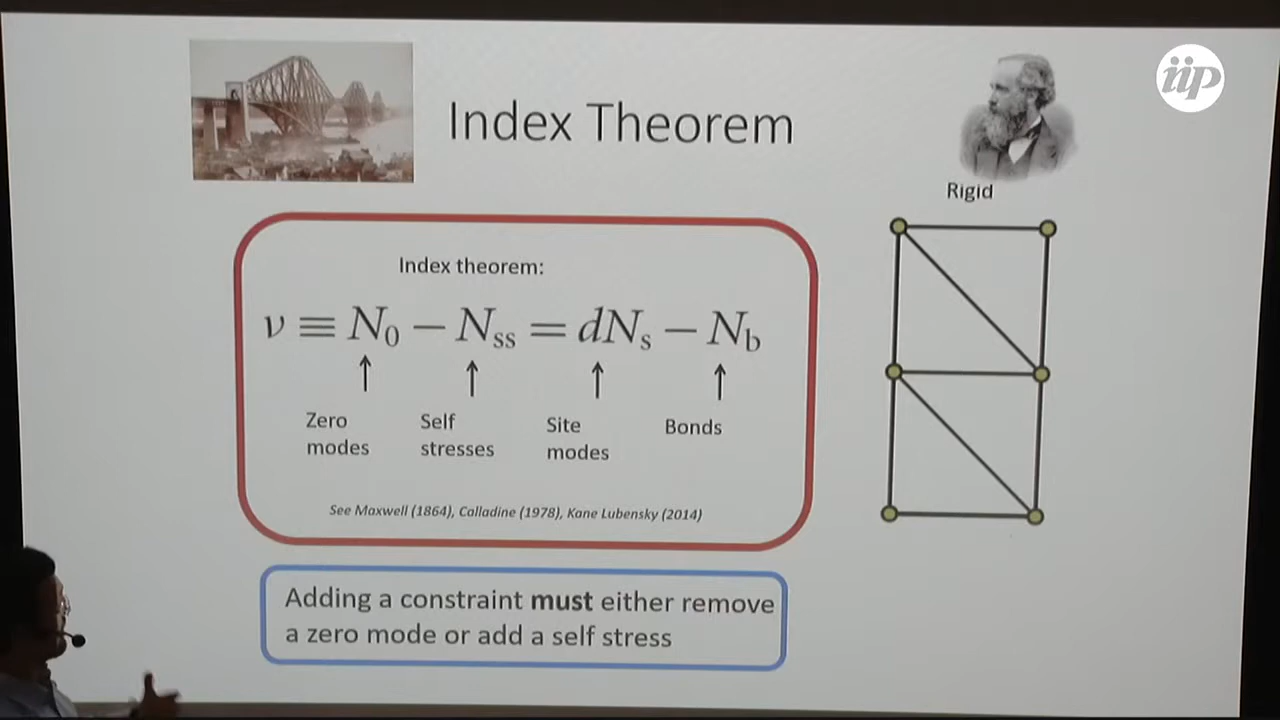 iip
Index Theorem
Rigid
Index theorem:
ν ≡ N₀ − Nss = dNs − Nb
Zero modes
Self stresses
Site modes
Bonds
See Maxwell (1864), Calladine (1978), Kane Lubensky (2014)
Adding a constraint must either remove
a zero mode or add a self stress